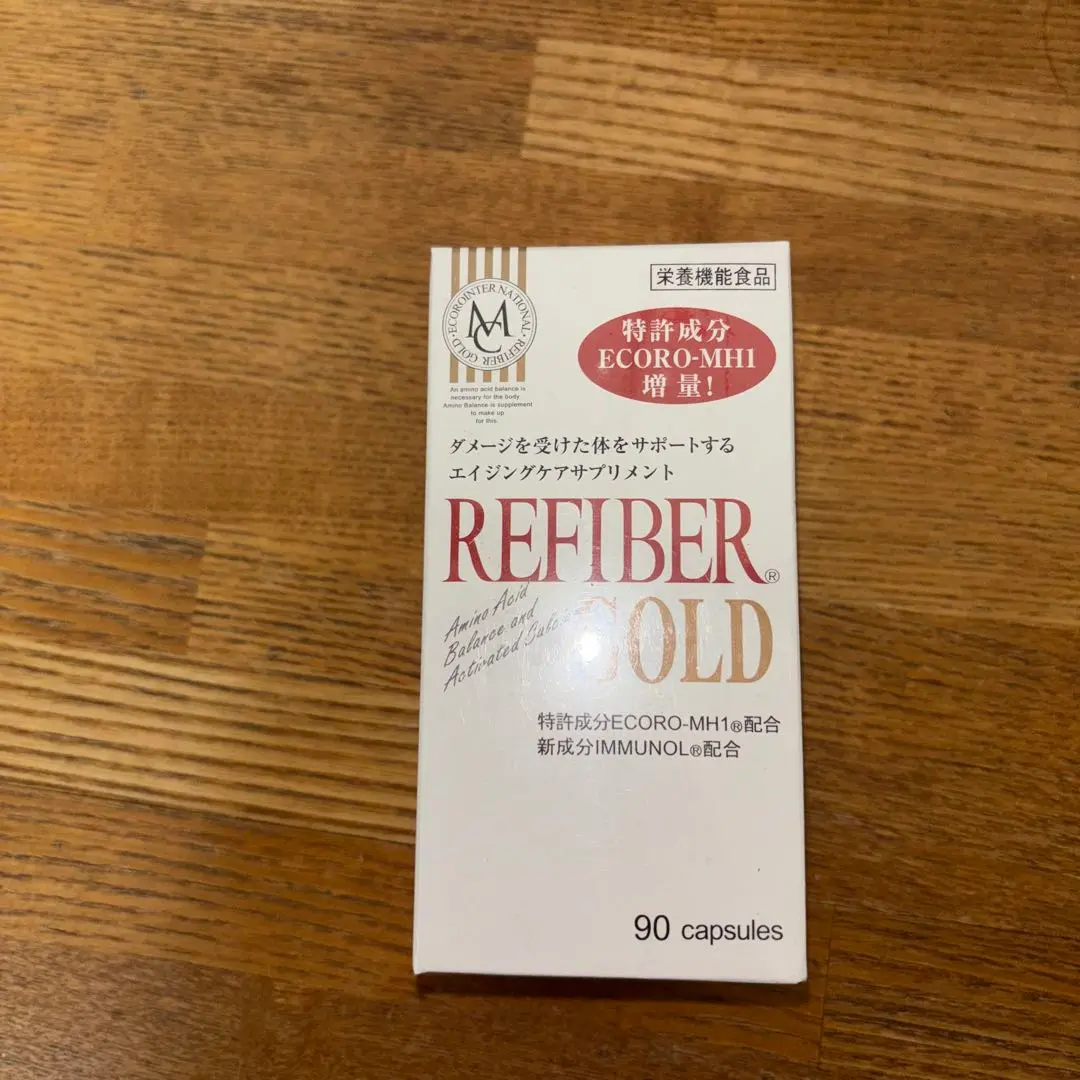 栄養機能食品
ECOROINTERNATIONAL・REFIBER GOLD・
MC
特許成分
ECORO-MH1
増量!
An amino acid balance is
necessary for the body
Amino Balance is supplement
to make up
for this.
ダメージを受けた体をサポートする
エイジングケアサプリメント
REFIBER®
GOLD
Amino Acid
Balance and
Activated
特許成分ECORO-MH1®配合
新成分IMMUNOL®配合
90 capsules